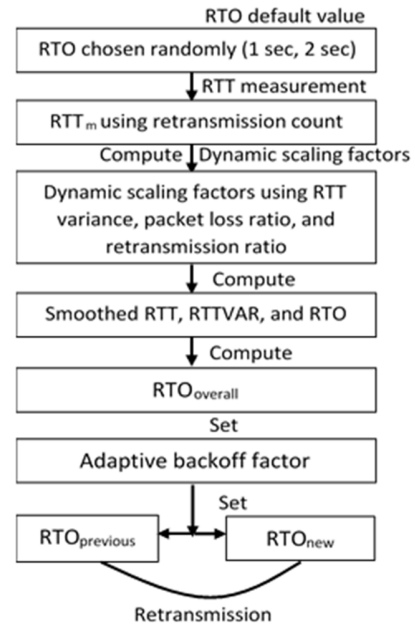 RTO default value
RTO chosen randomly (1 sec, 2 sec)
RTT measurement
RTTm using retransmission count
Compute Dynamic scaling factors
Dynamic scaling factors using RTT
variance, packet loss ratio, and
retransmission ratio
Compute
Smoothed RTT, RTTVAR, and RTO
Compute
RTOoverall
Set
Adaptive backoff factor
Set
RTOprevious
RTOnew
Retransmission